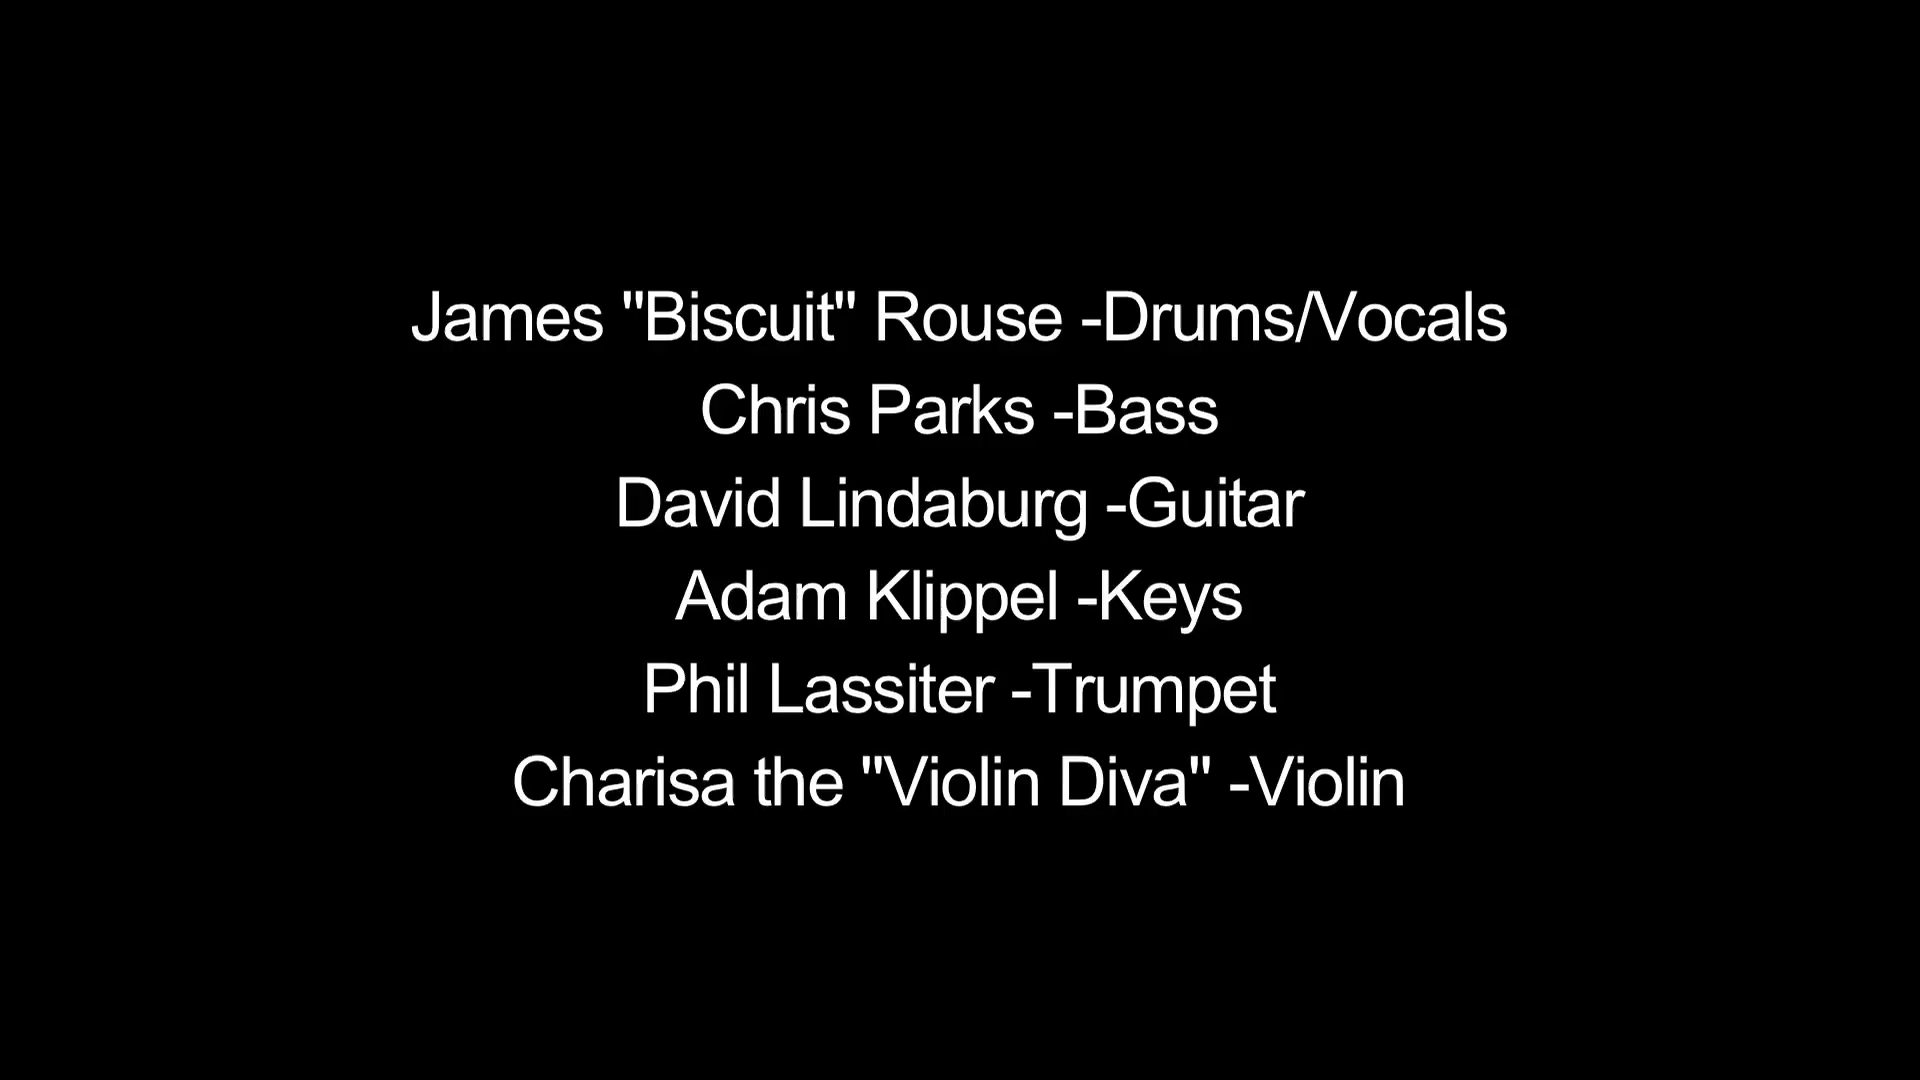 James "Biscuit" Rouse -Drums/Vocals
Chris Parks -Bass
David Lindaburg -Guitar
Adam Klippel -Keys
Phil Lassiter -Trumpet
Charisa the "Violin Diva" -Violin